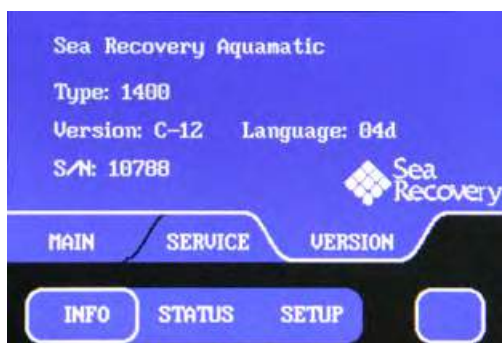 Sea Recovery Aquamatic
Type: 1400
Version: C-12 Language: 04d
S/N: 10788
Sea
Recovery
MAIN SERVICE VERSION
INFO STATUS SETUP